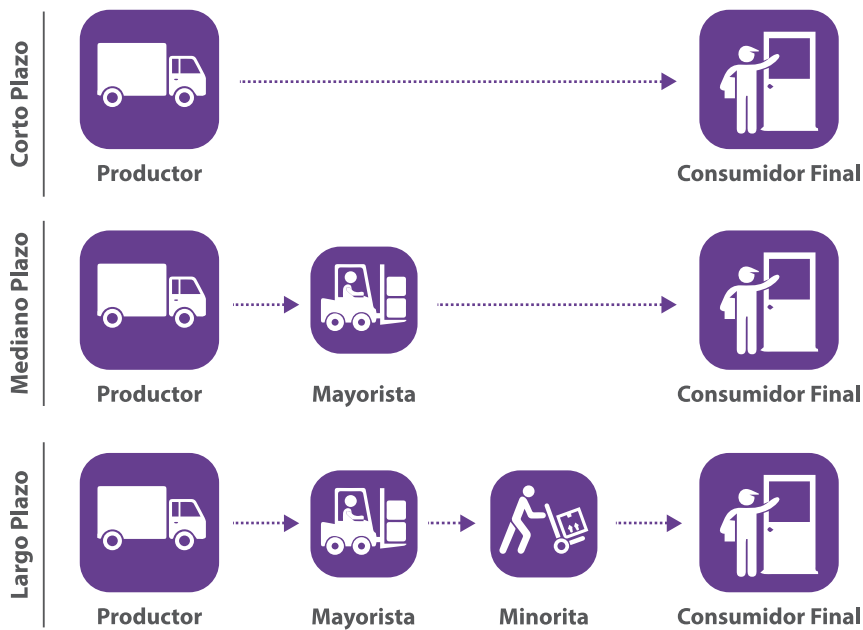 Corto Plazo
Productor
Consumidor Final
Mediano Plazo
Productor
Mayorista
Consumidor Final
Largo Plazo
Productor
Mayorista
Minorita
Consumidor Final